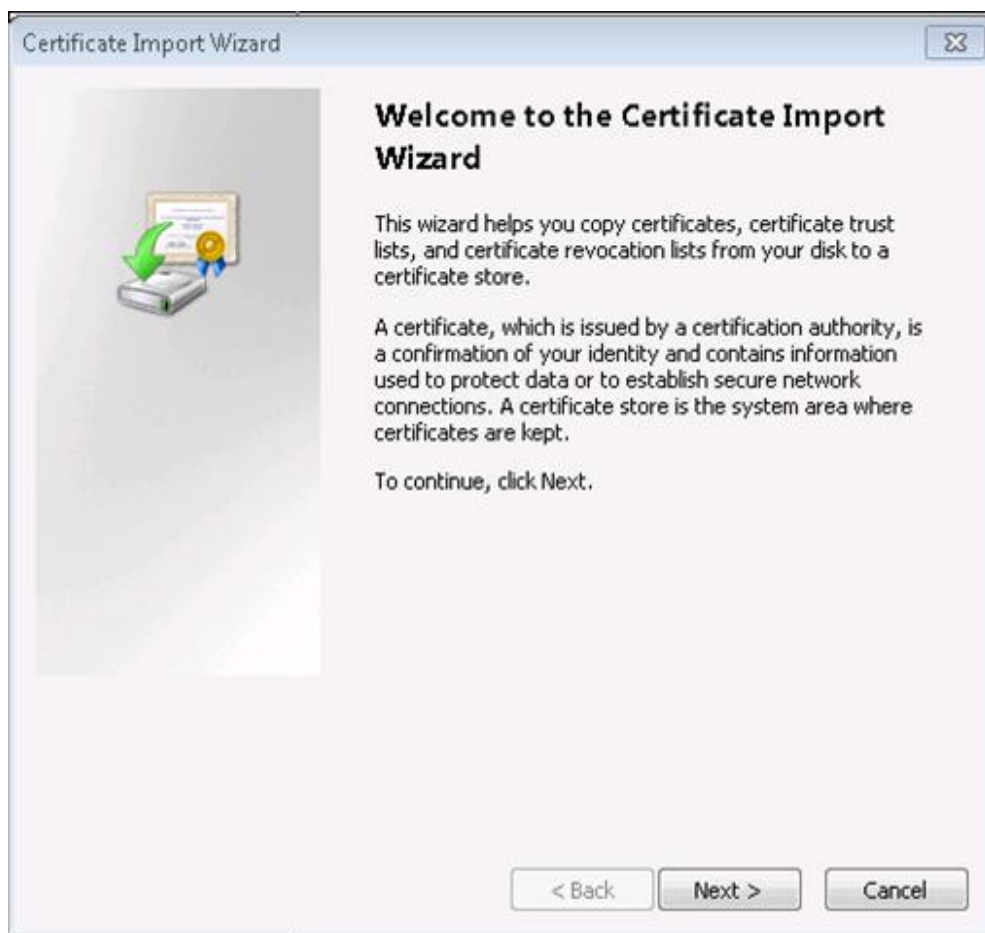 Certificate Import Wizard
Welcome to the Certificate Import
Wizard
This wizard helps you copy certificates, certificate trust
lists, and certificate revocation lists from your disk to a
certificate store.
A certificate, which is issued by a certification authority, is
a confirmation of your identity and contains information
used to protect data or to establish secure network
connections. A certificate store is the system area where
certificates are kept.
To continue, click Next.
< Back
Next >
Cancel